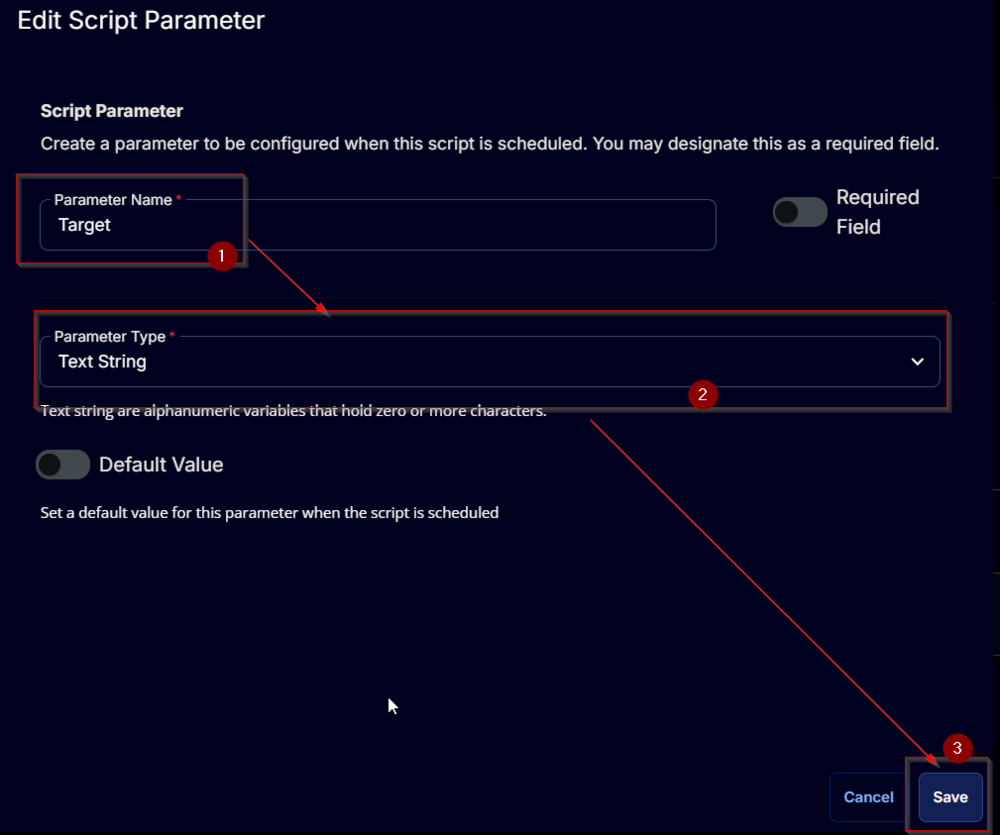 Edit Script Parameter
Script Parameter
Create a parameter to be configured when this script is scheduled. You may designate this as a required field.
Parameter Name *
Target
Required
Field
1
Parameter Type *
Text String
2
Text string are alphanumeric variables that hold zero or more characters.
Default Value
Set a default value for this parameter when the script is scheduled
3
Cancel
Save